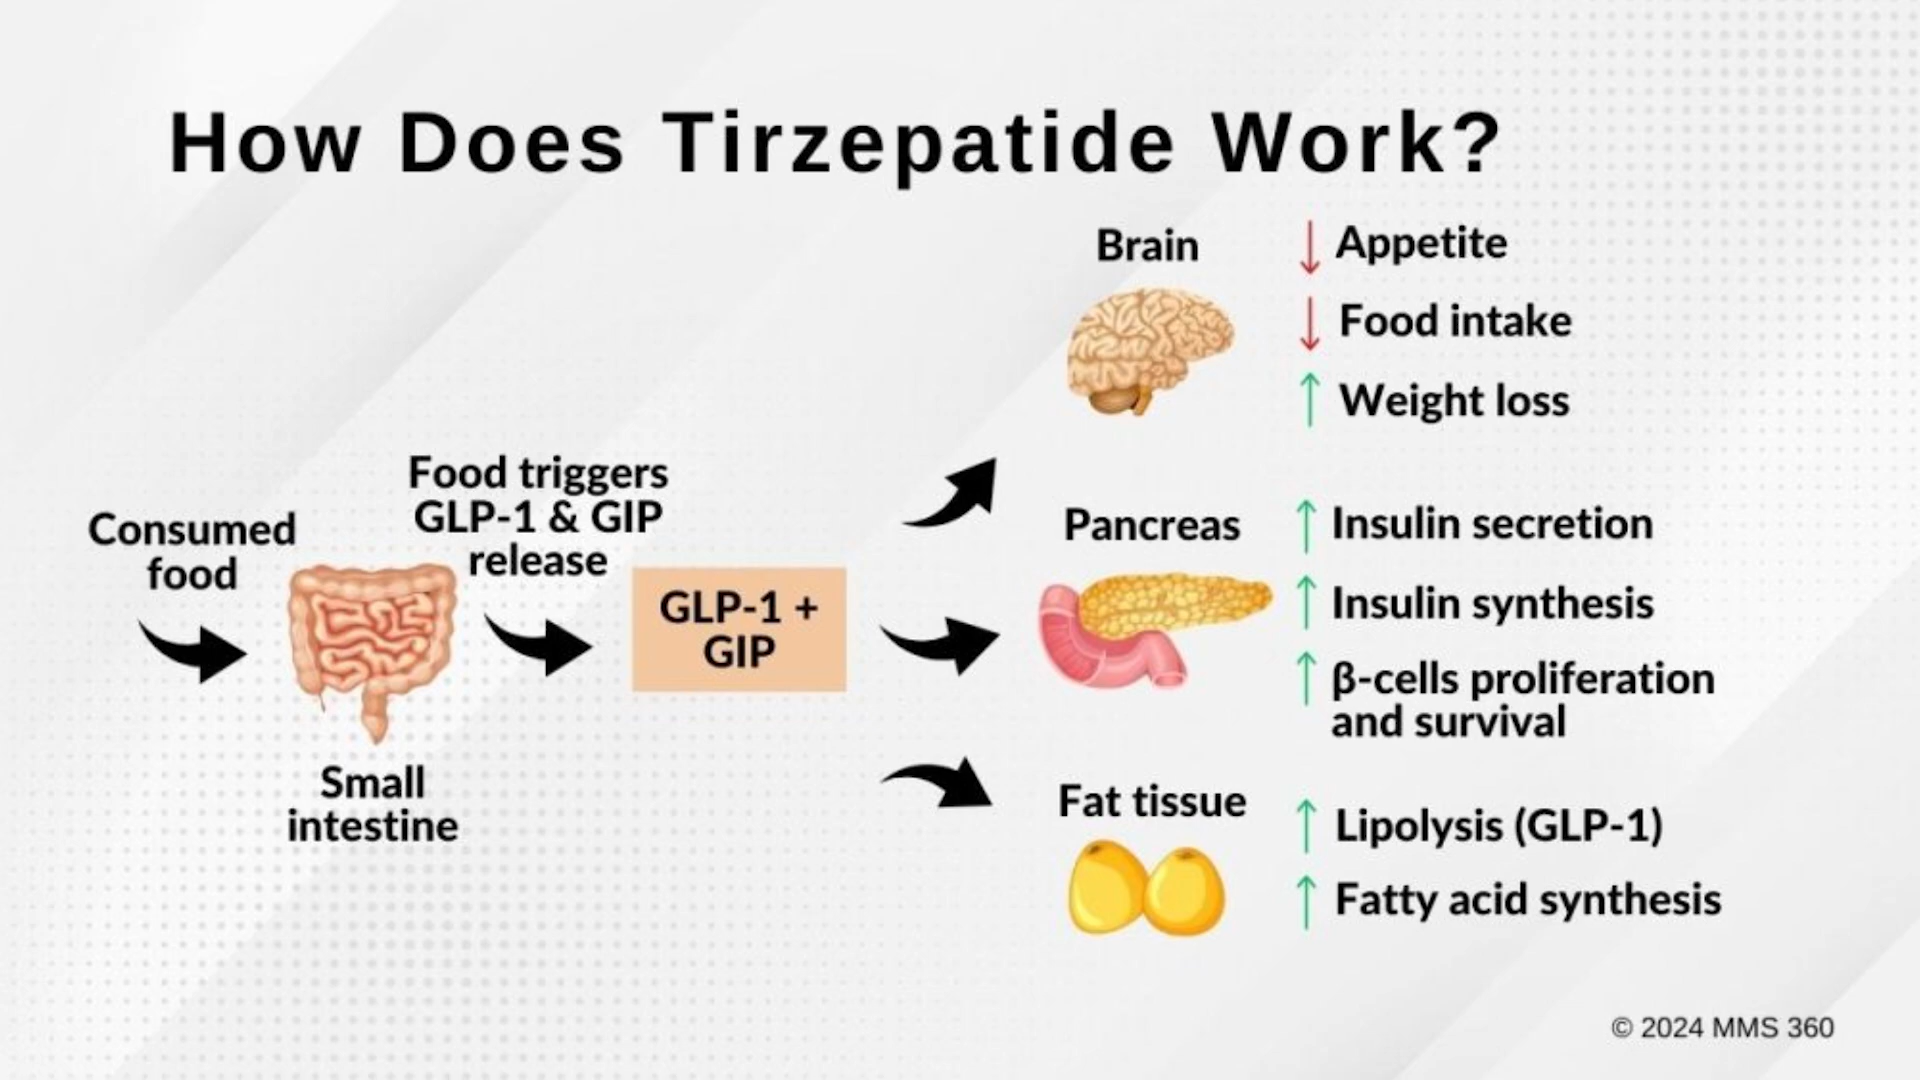 How Does Tirzepatide Work?
Brain
↓ Appetite
↓ Food intake
↑ Weight loss
Consumed
food
Small
intestine
Food triggers
GLP-1 & GIP
release
GLP-1 +
GIP
Pancreas
↑ Insulin secretion
↑ Insulin synthesis
↑ β-cells proliferation
and survival
Fat tissue
↑ Lipolysis (GLP-1)
↑ Fatty acid synthesis
© 2024 MMS 360